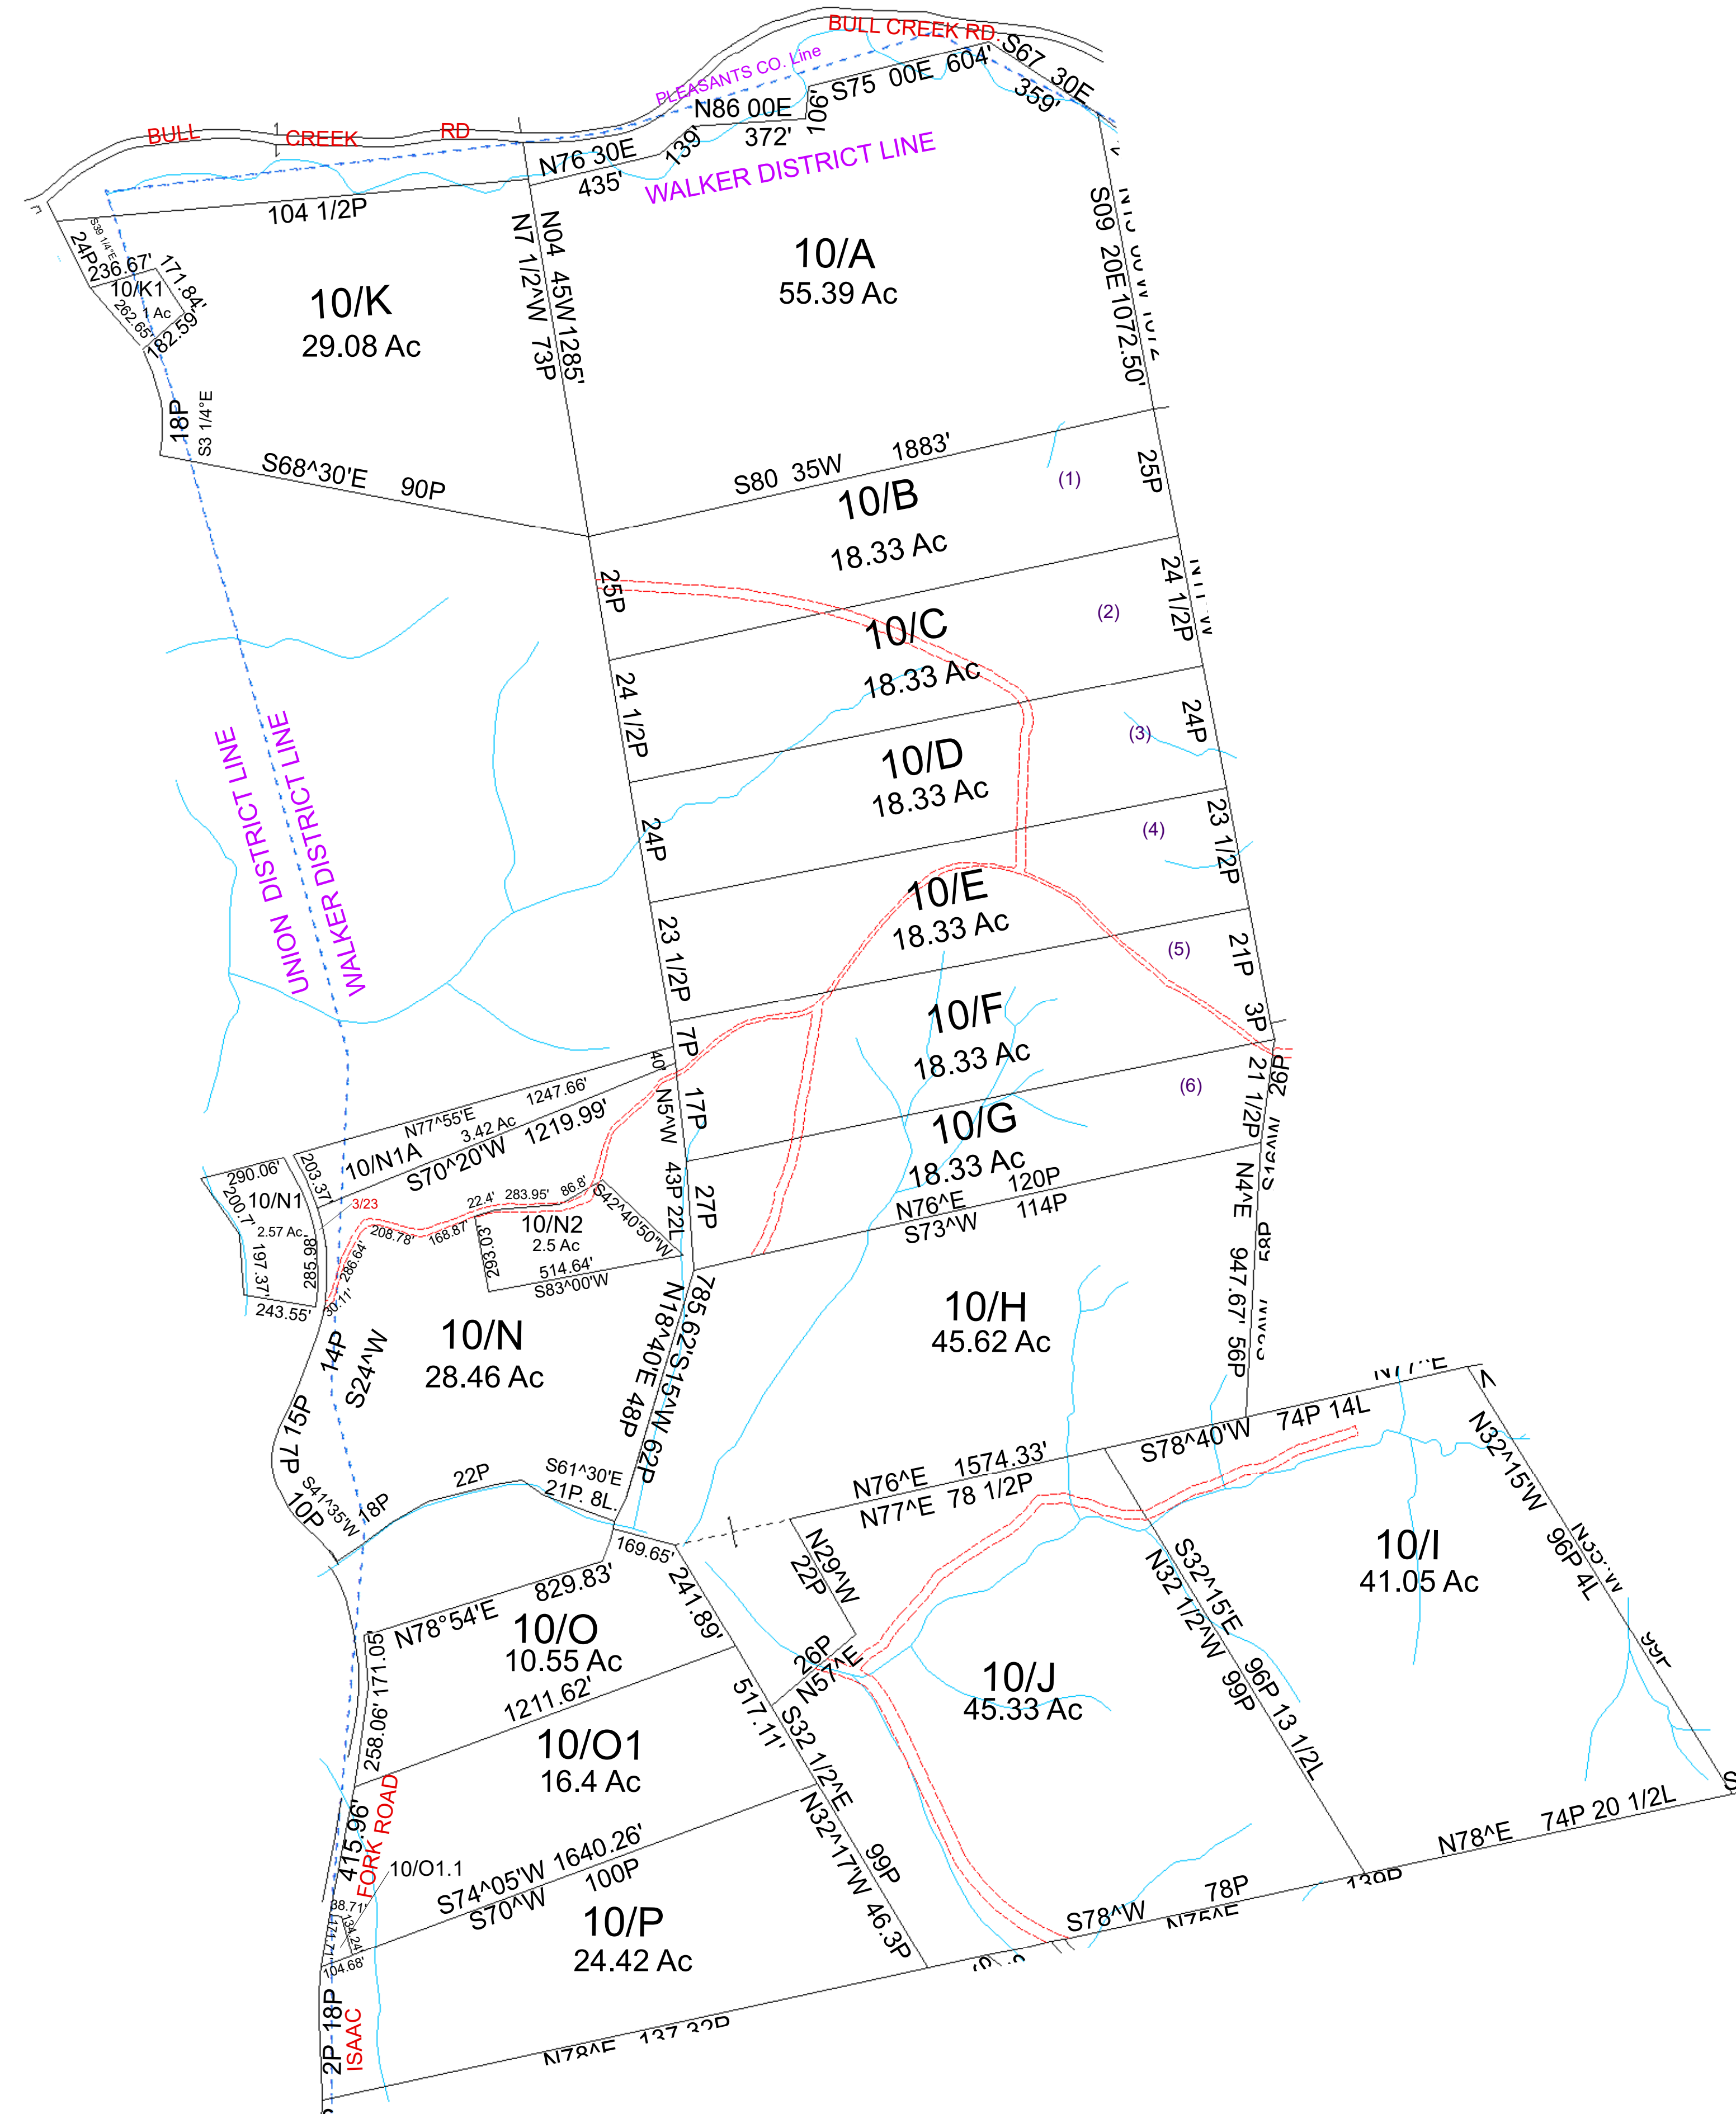 BULL CREEK RD.
PLEASANTS CO. Line
S67 30E
359'
S75 00E 604'
106'
N86 00E
372'
139'
BULL CREEK RD
N76 30E
435'
WALKER DISTRICT LINE
104 1/2P
24P
S39 1/4°E
236.67'
171.84'
10/K1
1 Ac
262.65'
182.59'
10/K
29.08 Ac
N7 1/2^W 73P
N04 45W 1285'
10/A
55.39 Ac
S09 20E 1072.50'
18P
S3 1/4°E
S68^30'E 90P
S80 35W 1883'
10/B
18.33 Ac
(1)
25P
25P
10/C
18.33 Ac
(2)
24 1/2P
24 1/2P
10/D
18.33 Ac
(3)
24P
24P
UNION DISTRICT LINE
WALKER DISTRICT LINE
10/E
18.33 Ac
(4)
23 1/2P
23 1/2P
10/F
18.33 Ac
(5)
21P
3P
7P
17P
40'
N5^W
10/G
18.33 Ac
(6)
21 1/2P
26P
43P 22L
27P
N76^E 120P
S73^W 114P
N77^55'E 1247.66'
3.42 Ac
10/N1A
S70^20'W 1219.99'
290.06'
203.37'
10/N1
200.7'
2.57 Ac
197.37'
285.98'
243.55'
3/23
30.11'
286.64'
208.78'
168.87'
22.4'
283.95'
86.8'
10/N2
2.5 Ac
293.03'
514.64'
S83^00'W
S42^40'50"W
10/N
28.46 Ac
14P
S24^W
15P
7P
10P
S41^35'W
18P
22P
S61^30'E
21P. 8L.
N18^40'E 48P
785.62'
S15^W 62P
10/H
45.62 Ac
N4^E 947.67' 56P
58P
N76^E 1574.33'
N77^E 78 1/2P
S78^40'W 74P 14L
N77^E
N32^15'W 96P 4L
10/I
41.05 Ac
S32^15'E 96P 13 1/2L
N32 1/2^W 99P
N29^W
22P
26P
N57^E
10/J
45.33 Ac
169.65'
241.89'
829.83'
N78°54'E
10/O
10.55 Ac
171.05'
258.06'
1211.62'
517.11'
10/O1
16.4 Ac
S32 1/2^E 99P
N32^17'W 46.3P
415.96'
FORK ROAD
10/O1.1
38.71'
134.24'
171.71'
104.68'
S74^05'W 1640.26'
S70^W 100P
10/P
24.42 Ac
18P
2P
ISAAC
N78^E 137.32P
S78^W 78P
N75^E 139P
N78^E 74P 20 1/2L